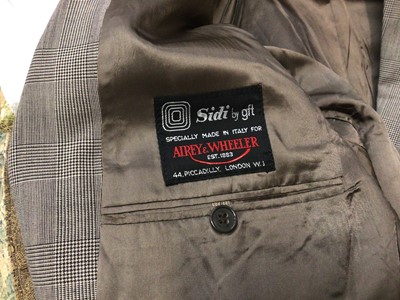 Sidi by gft
SPECIALLY MADE IN ITALY FOR
AIREY & WHEELER
EST. 1883
44, PICCADILLY, LONDON W.1